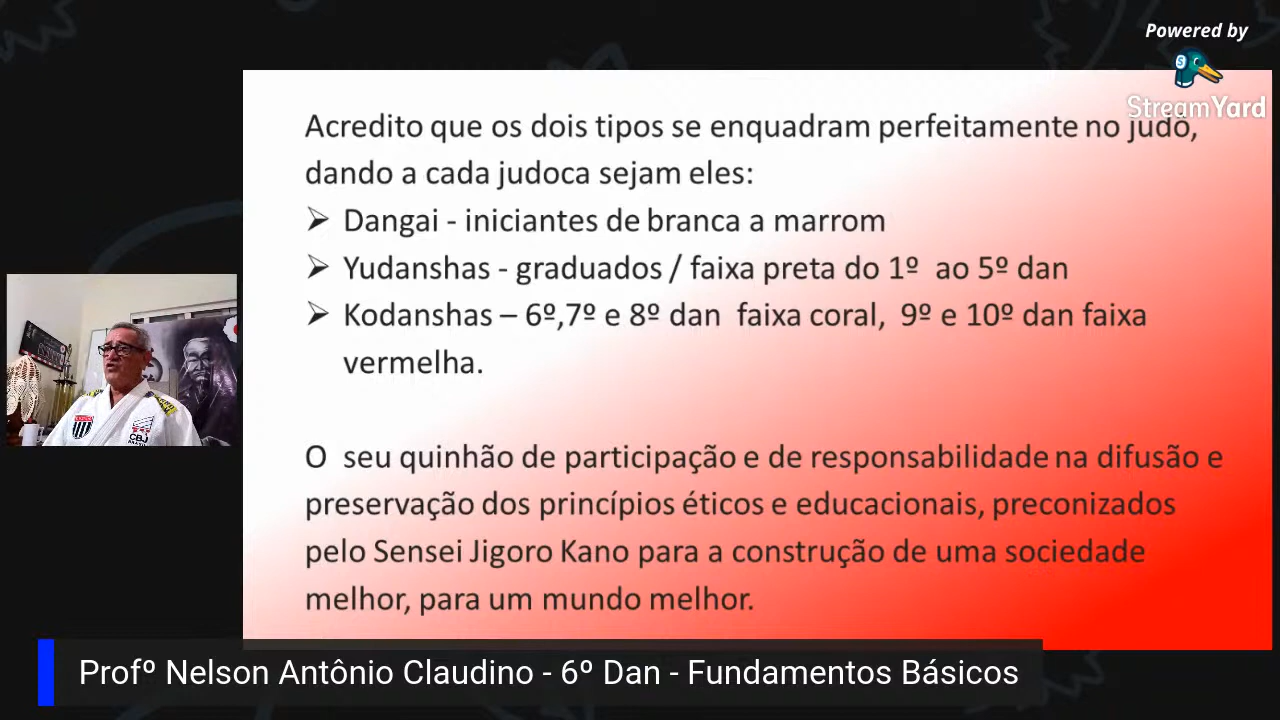 Powered by
StreamYard
Acredito que os dois tipos se enquadram perfeitamente no judô,
dando a cada judoca sejam eles:
➢ Dangai - iniciantes de branca a marrom
➢ Yudanshas - graduados / faixa preta do 1º ao 5º dan
➢ Kodanshas – 6º,7º e 8º dan faixa coral, 9º e 10º dan faixa
vermelha.
O seu quinhão de participação e de responsabilidade na difusão e
preservação dos princípios éticos e educacionais, preconizados
pelo Sensei Jigoro Kano para a construção de uma sociedade
melhor, para um mundo melhor.
CBJ
Profº Nelson Antônio Claudino - 6º Dan - Fundamentos Básicos